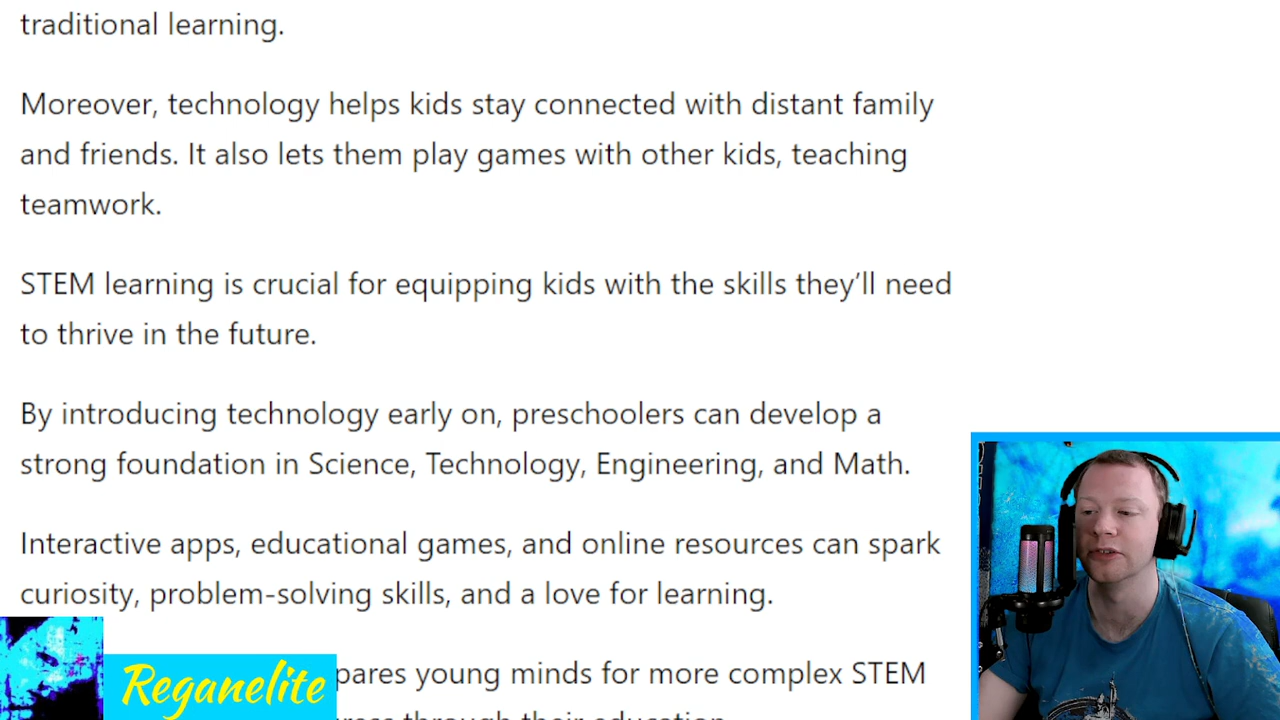 traditional learning.
Moreover, technology helps kids stay connected with distant family
and friends. It also lets them play games with other kids, teaching
teamwork.
STEM learning is crucial for equipping kids with the skills they’ll need
to thrive in the future.
By introducing technology early on, preschoolers can develop a
strong foundation in Science, Technology, Engineering, and Math.
Interactive apps, educational games, and online resources can spark
curiosity, problem-solving skills, and a love for learning.
young minds for more complex STEM
through their education.
Reganelite